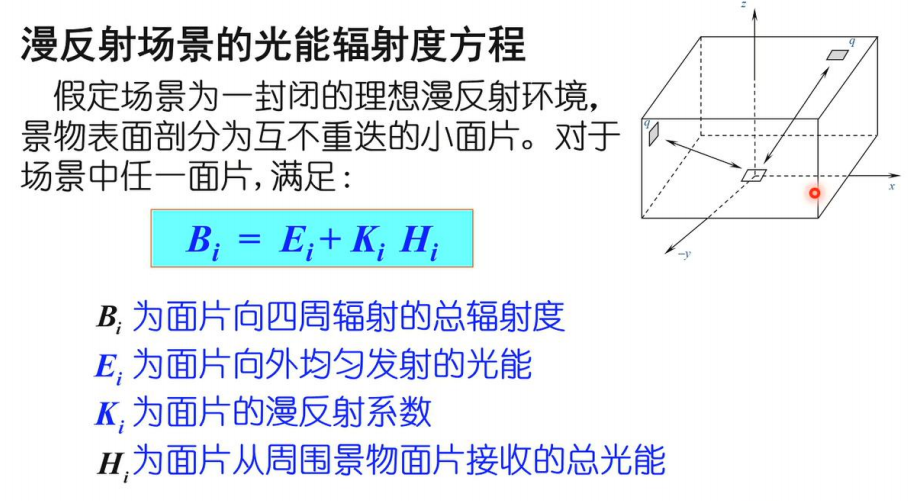 漫反射场景的光能辐射度方程
假定场景为一封闭的理想漫反射环境，
景物表面剖分为互不重迭的小面片。对于
场景中任一面片，满足：
B_i = E_i + K_i H_i
B_i 为面片向四周辐射的总辐射度
E_i 为面片向外均匀发射的光能
K_i 为面片的漫反射系数
H_i 为面片从周围景物面片接收的总光能
z
q
q
x
-y